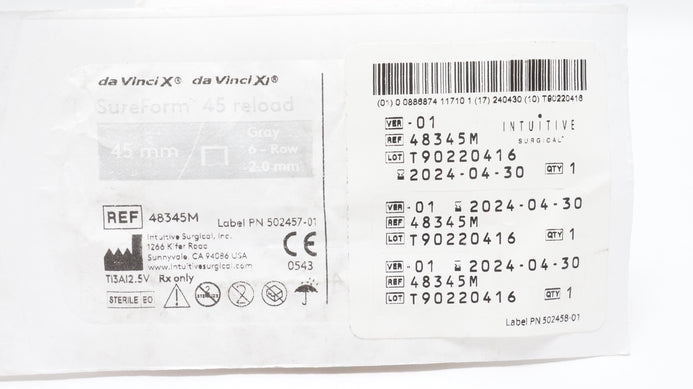 da Vinci X® da Vinci Xi®
SureForm™ 45 reload
45 mm
Gray
6 - Row
2.0 mm
REF 48345M
Label PN 502457-01
Intuitive Surgical, Inc.
1266 Kifer Road
Sunnyvale, CA 94086 USA
www.intuitivesurgical.com
CE
0543
Ti3Al2.5V Rx only
STERILE EO
(01) 0 0886874 11710 1 (17) 240430 (10) T90220416
VER -01
INTUITIVE
SURGICAL®
REF 48345M
LOT T90220416
2024-04-30 QTY 1
VER -01 2024-04-30
REF 48345M
LOT T90220416 QTY 1
VER -01 2024-04-30
REF 48345M
LOT T90220416 QTY 1
Label PN 502458-01